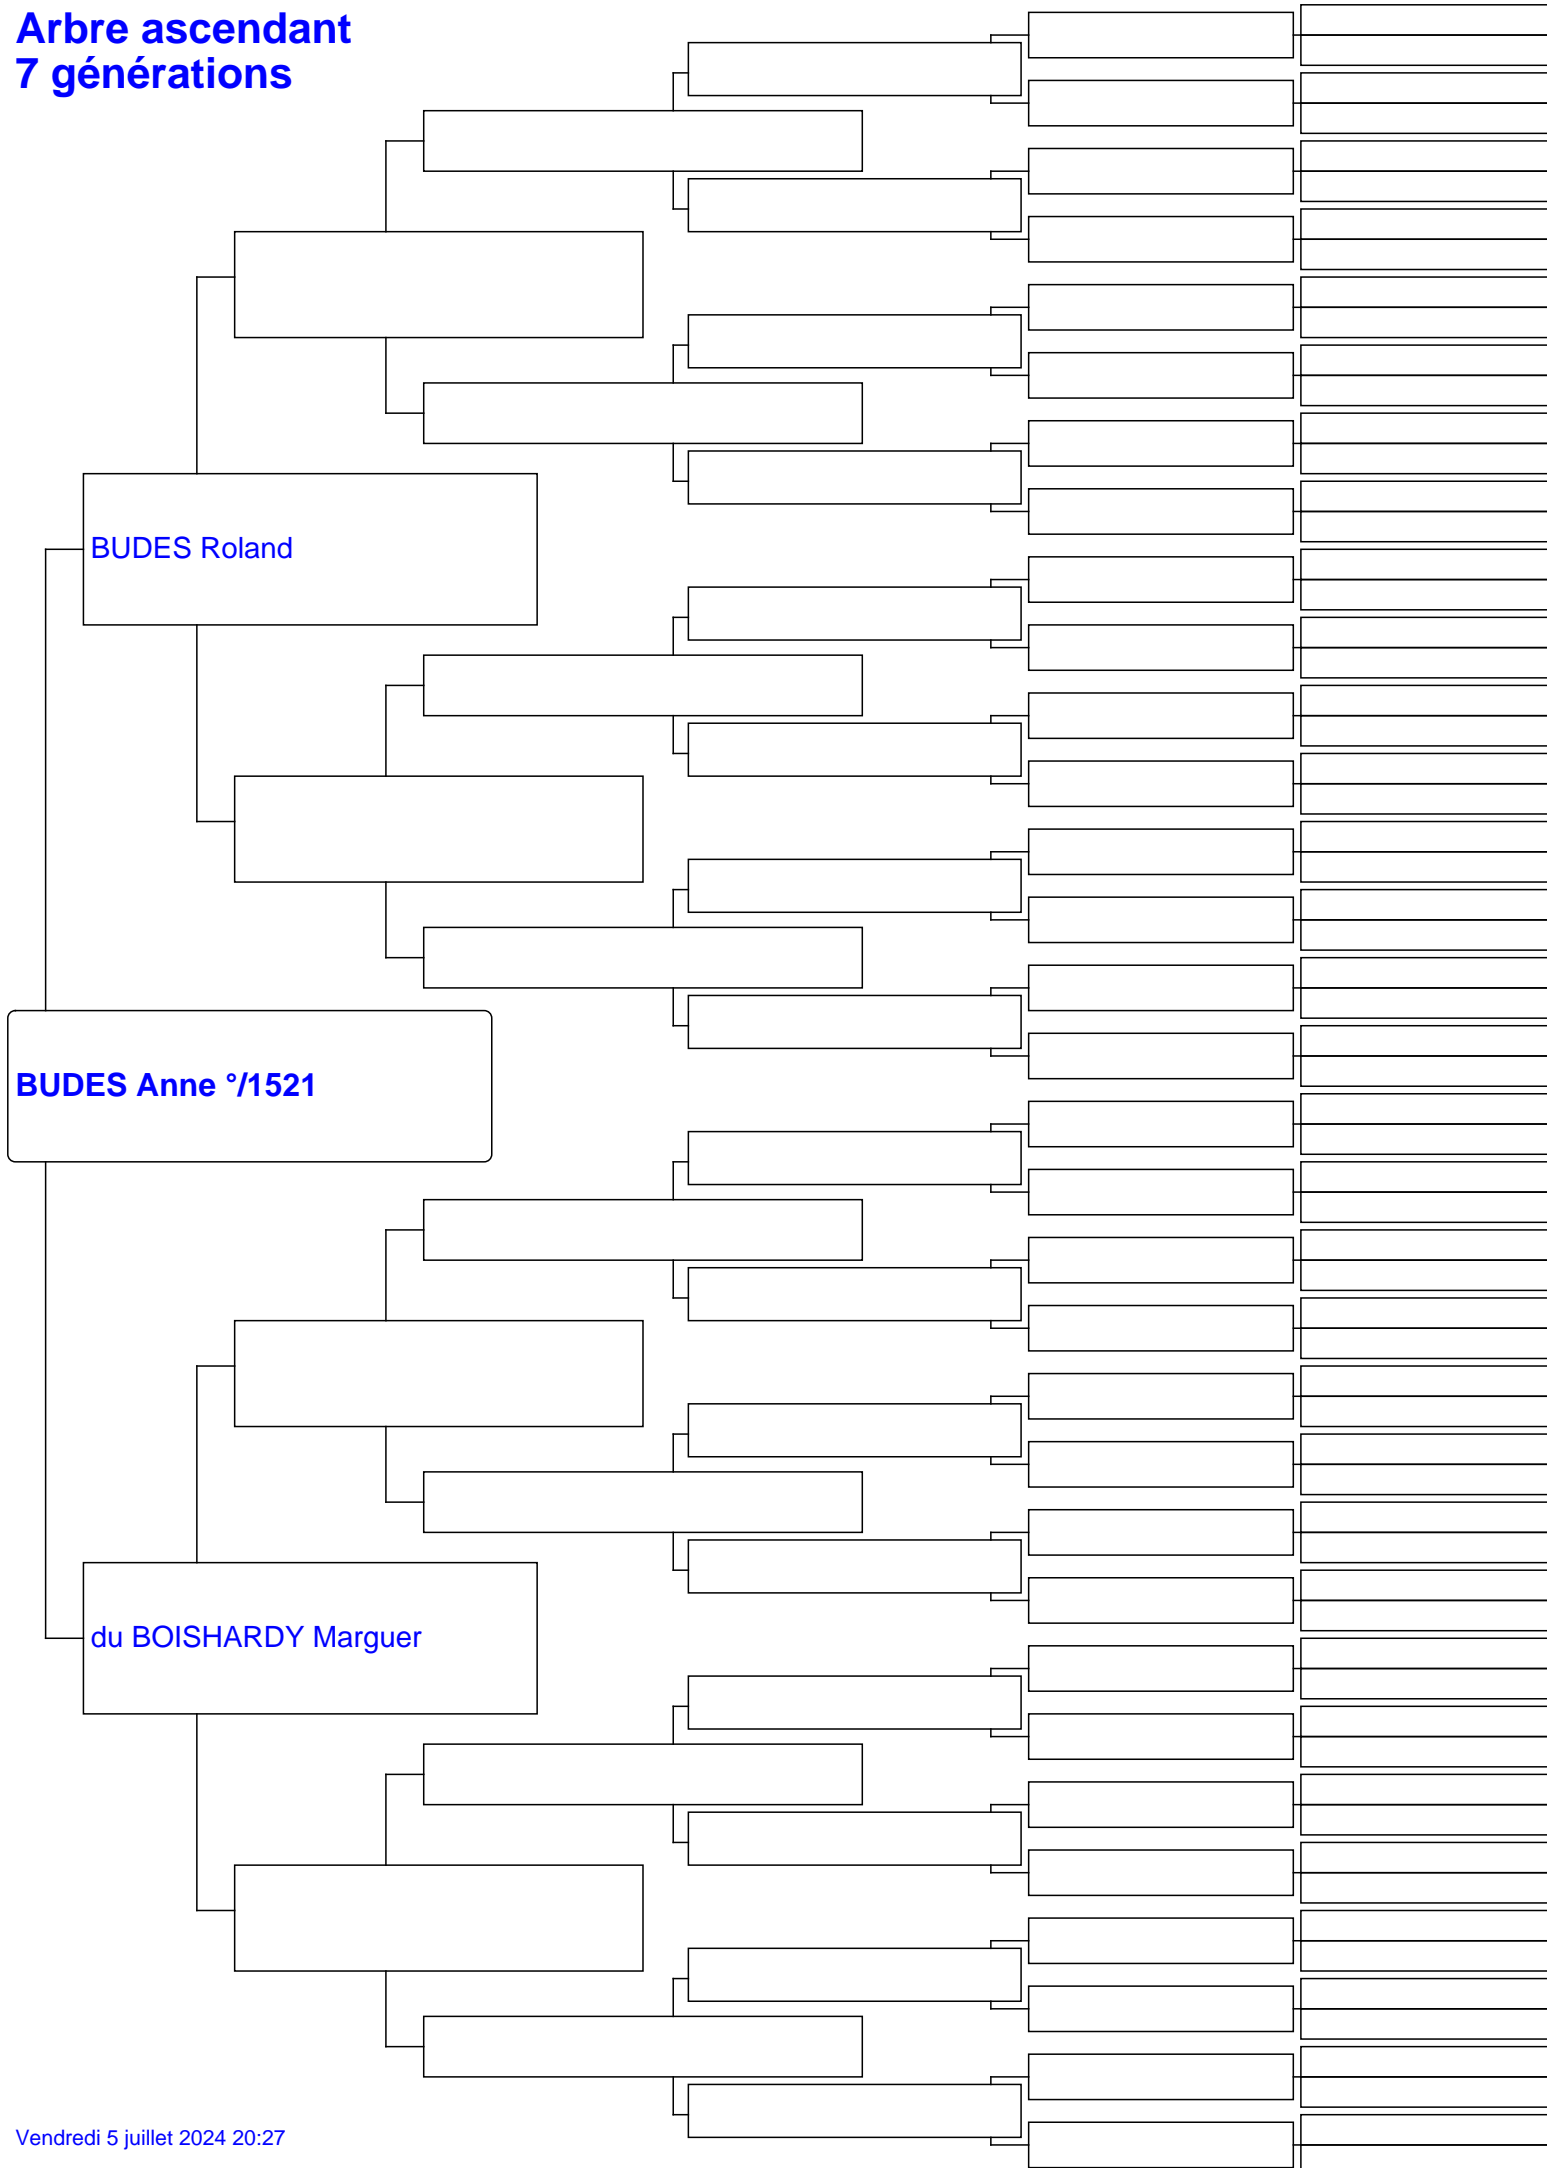 Arbre ascendant
7 générations
BUDES Roland
BUDES Anne °/1521
du BOISHARDY Marguer
Vendredi 5 juillet 2024 20:27